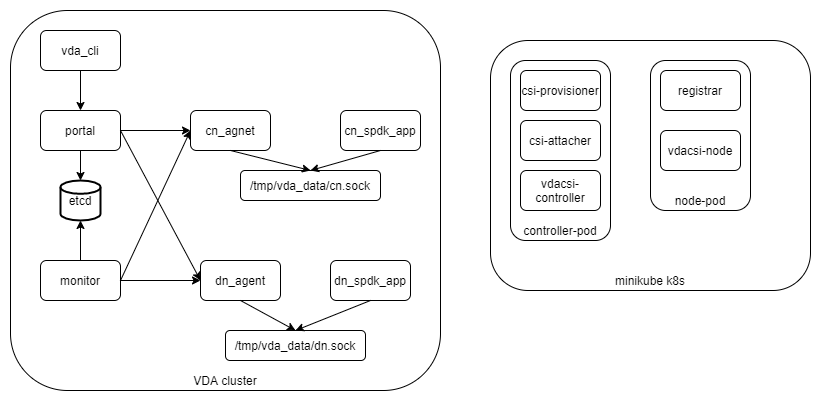 vda_cli
portal
etcd
monitor
cn_agnet
cn_spdk_app
/tmp/vda_data/cn.sock
dn_agent
dn_spdk_app
/tmp/vda_data/dn.sock
VDA cluster
csi-provisioner
csi-attacher
vdacsi-
controller
controller-pod
registrar
vdacsi-node
node-pod
minikube k8s